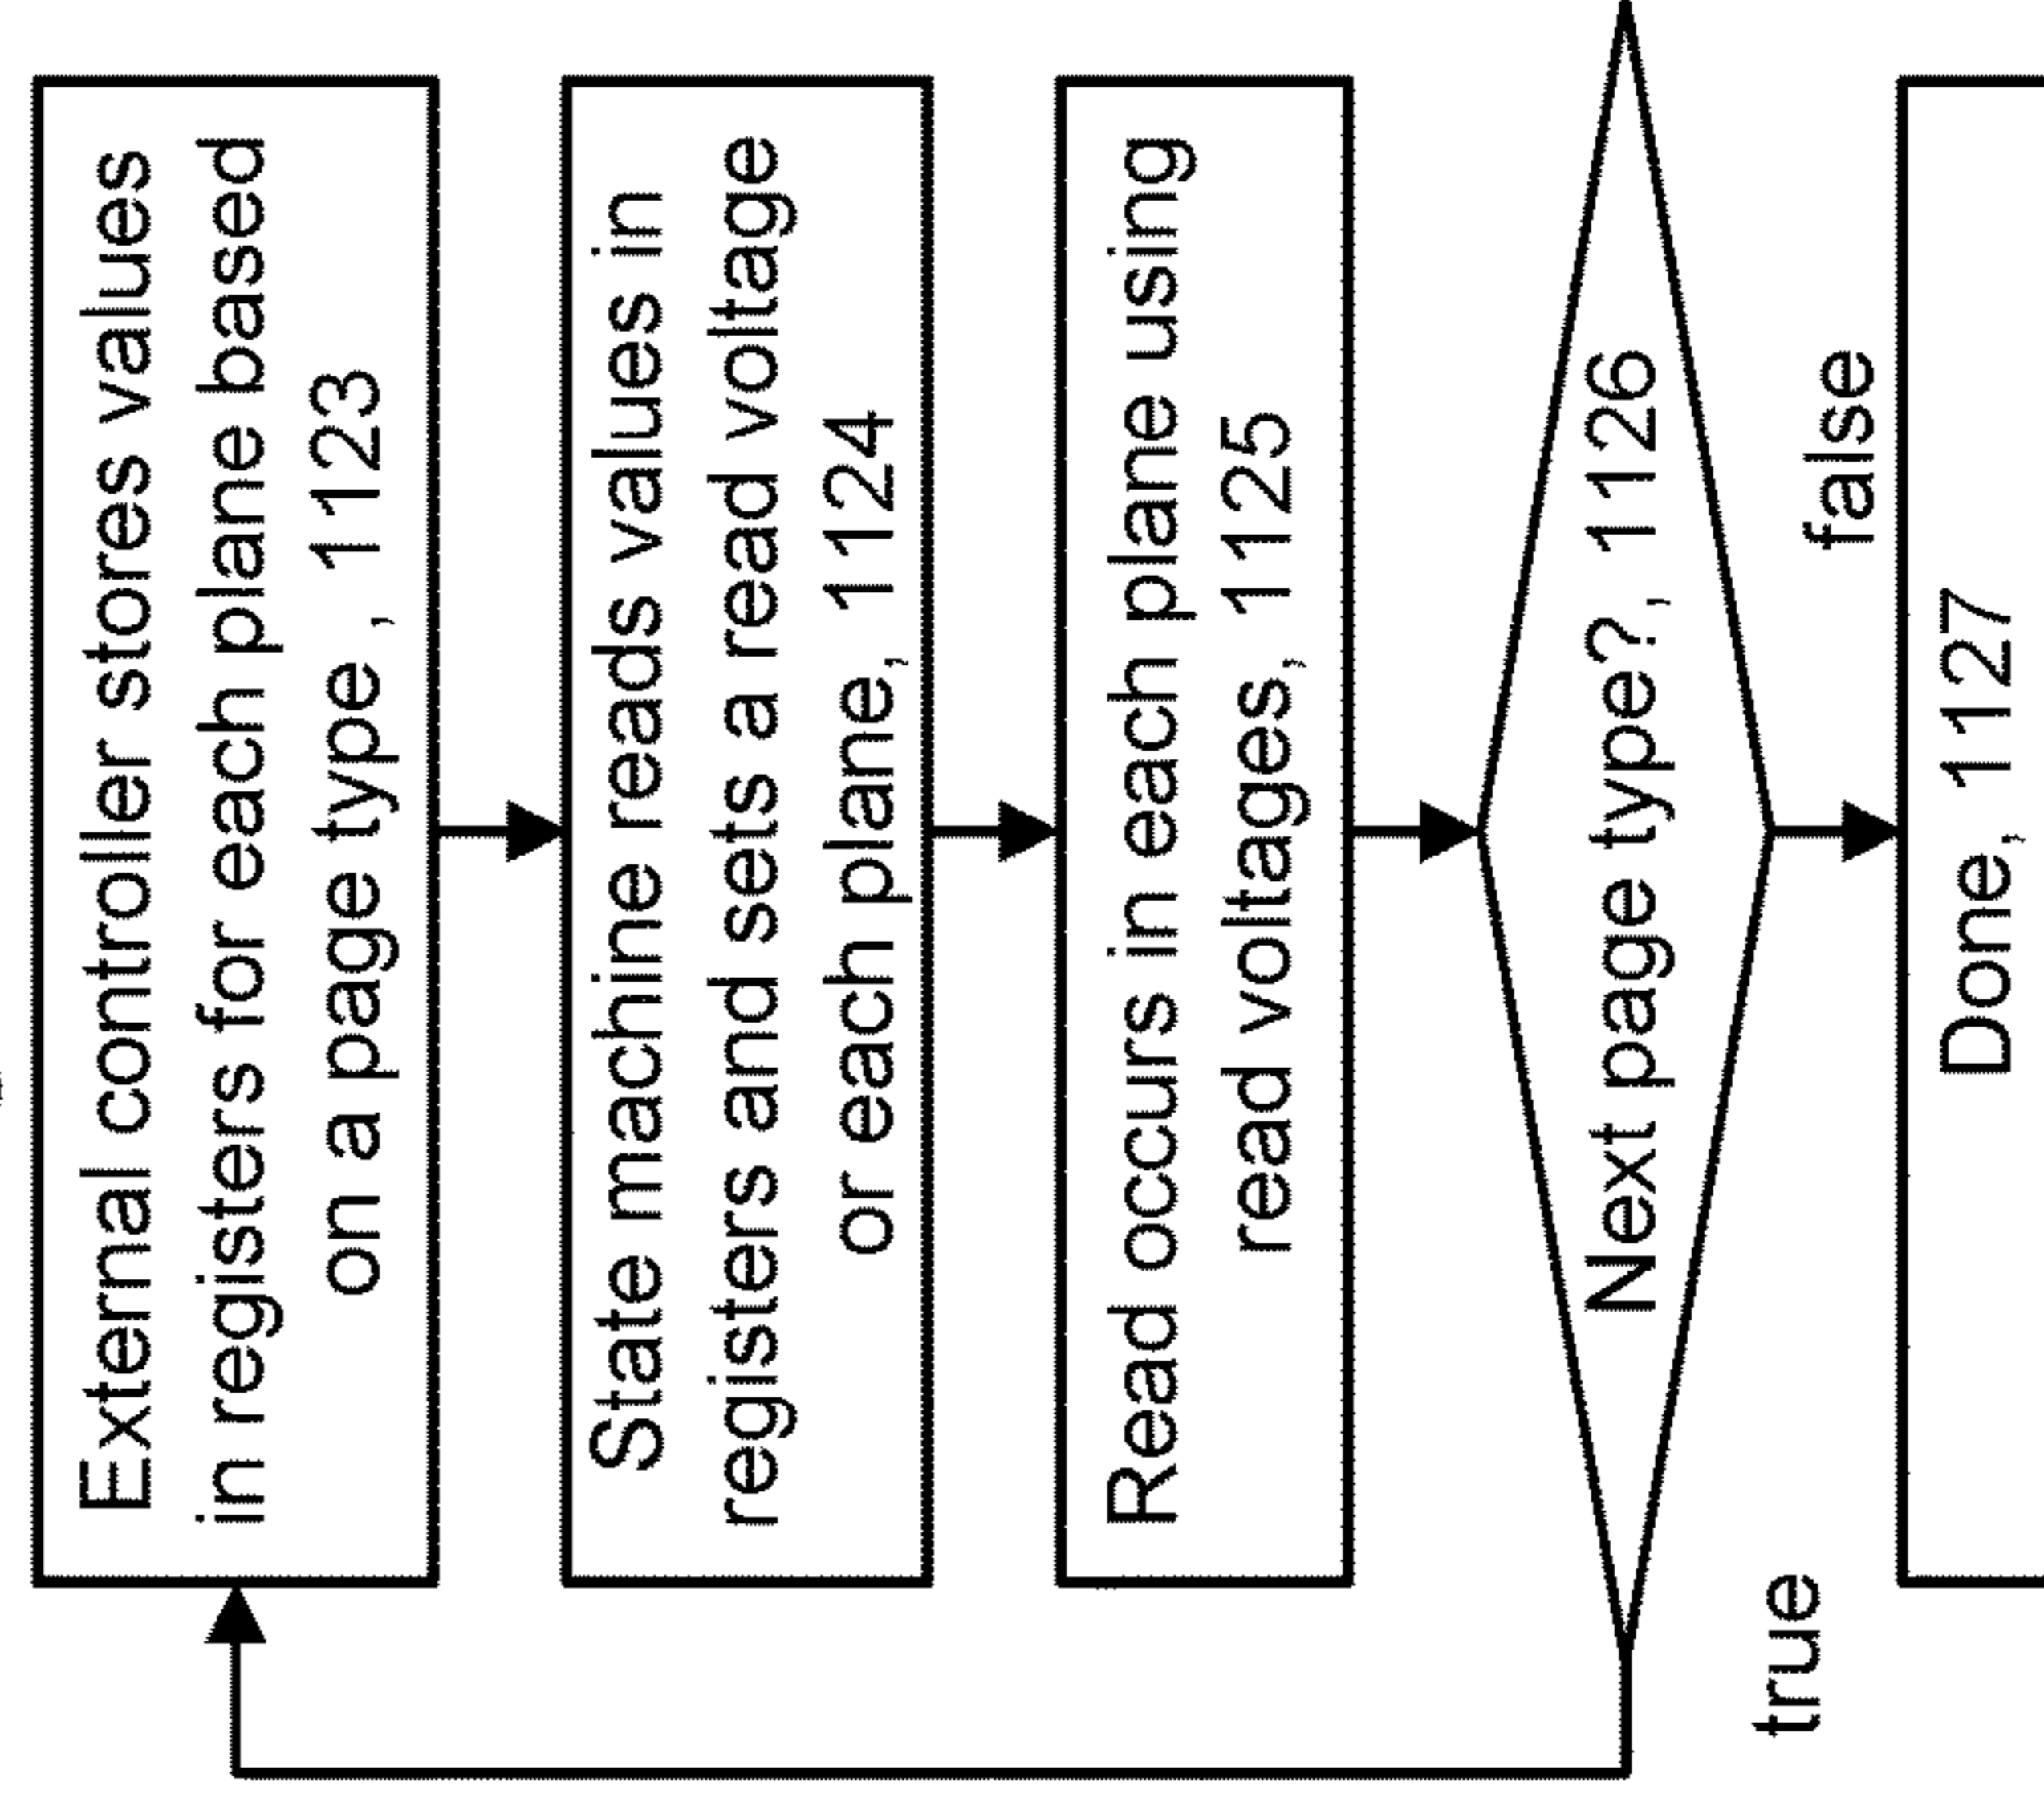 External controller stores values
in registers for each plane based
on a page type , 1123
State machine reads values in
registers and sets a read voltage
or each plane, 1124
Read occurs in each plane using
read voltages, 1125
Next page type?, 1126
true
false
Done, 1127